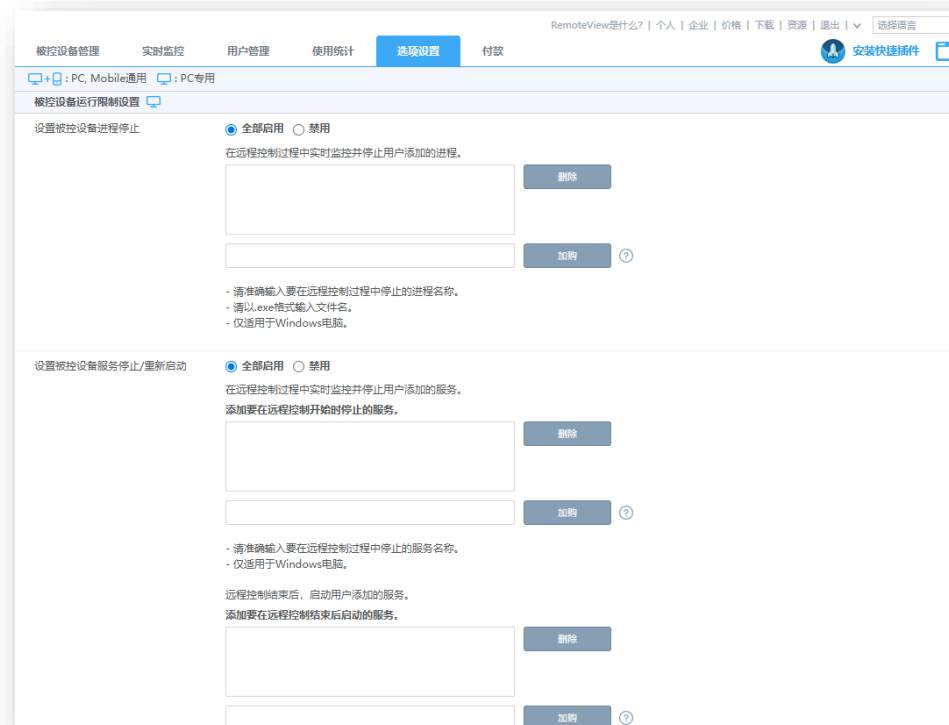 RemoteView是什么? | 个人 | 企业 | 价格 | 下载 | 资源 | 退出 | 选择语言
被控设备管理 实时监控 用户管理 使用统计 选项设置 付款 安装快捷插件
+ : PC, Mobile通用 : PC专用
被控设备运行限制设置
设置被控设备进程停止 全部启用 禁用
在远程控制过程中实时监控并停止用户添加的进程。
删除
加购 ?
- 请准确输入要在远程控制过程中停止的进程名称。
- 请以.exe格式输入文件名。
- 仅适用于Windows电脑。
设置被控设备服务停止/重新启动 全部启用 禁用
在远程控制过程中实时监控并停止用户添加的服务。
添加要在远程控制开始时停止的服务。
删除
加购 ?
- 请准确输入要在远程控制过程中停止的服务名称。
- 仅适用于Windows电脑。
远程控制结束后，启动用户添加的服务。
添加要在远程控制结束后启动的服务。
删除
加购 ?